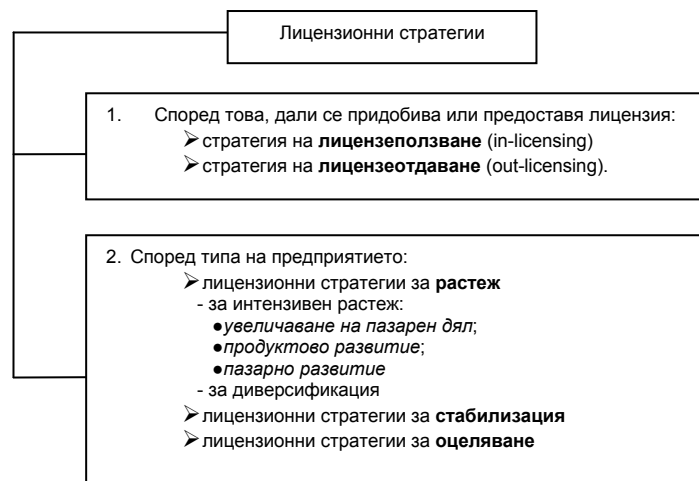 Лицензионни стратегии
1. Според това, дали се придобива или предоставя лицензия:
➢ стратегия на лицензеползване (in-licensing)
➢ стратегия на лицензеотдаване (out-licensing).
2. Според типа на предприятието:
➢ лицензионни стратегии за растеж
- за интензивен растеж:
●увеличаване на пазарен дял;
●продуктово развитие;
●пазарно развитие
- за диверсификация
➢ лицензионни стратегии за стабилизация
➢ лицензионни стратегии за оцеляване